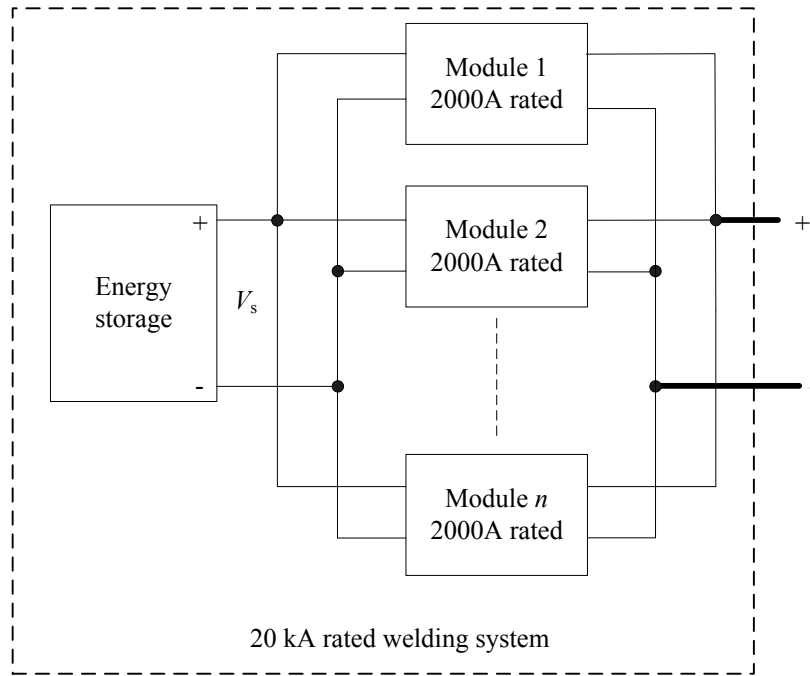 Module 1
2000A rated
Module 2
2000A rated
+
+
Energy
storage
Vs
-
Module n
2000A rated
20 kA rated welding system